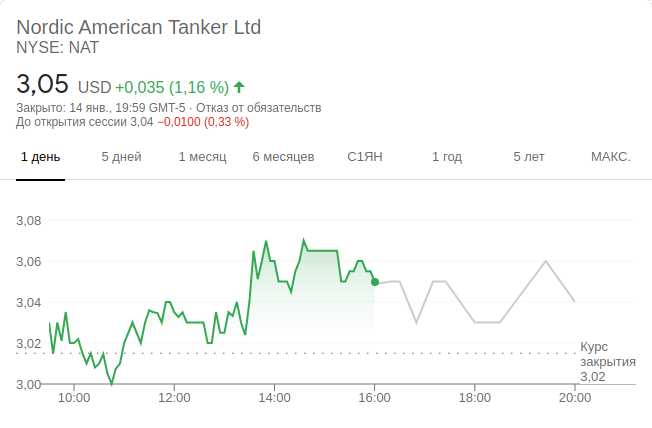 Nordic American Tanker Ltd
NYSE: NAT
3,05 USD +0,035 (1,16 %)
Закрыто: 14 янв., 19:59 GMT-5 · Отказ от обязательств
До открытия сессии 3,04 −0,0100 (0,33 %)
1 день 5 дней 1 месяц 6 месяцев С1ЯН 1 год 5 лет МАКС.
3,08
3,06
3,04
3,02
3,00
Курс
закрытия
3,02
10:00 12:00 14:00 16:00 18:00 20:00